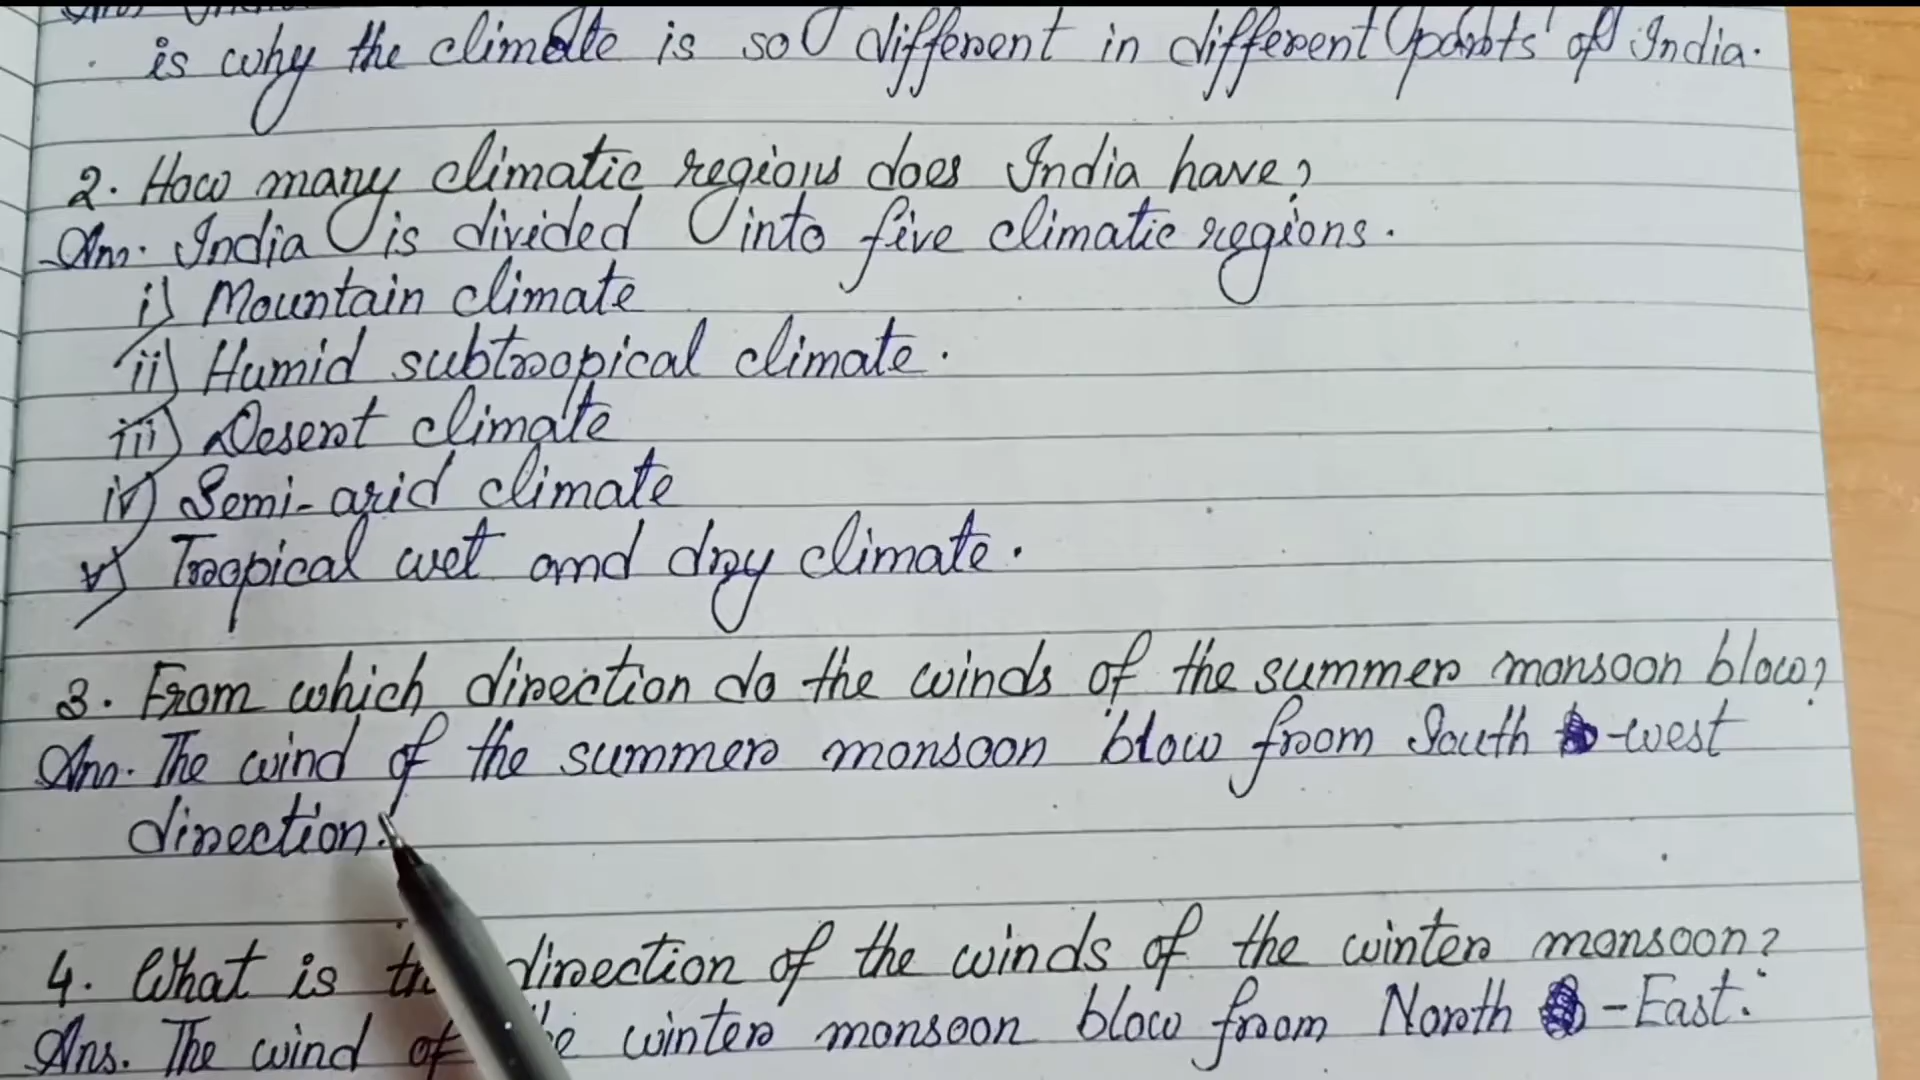 is why the climate is so different in different parts of India.
2. How many climatic regions does India have?
Ans. India is divided into five climatic regions.
i) Mountain climate
ii) Humid subtropical climate.
iii) Desert climate
iv) Semi-arid climate
v) Tropical wet and dry climate.
3. From which direction do the winds of the summer monsoon blow?
Ans. The wind of the summer monsoon blow from South -west
direction.
4. What is the direction of the winds of the winter monsoon?
Ans. The wind of the winter monsoon blow from North -East.